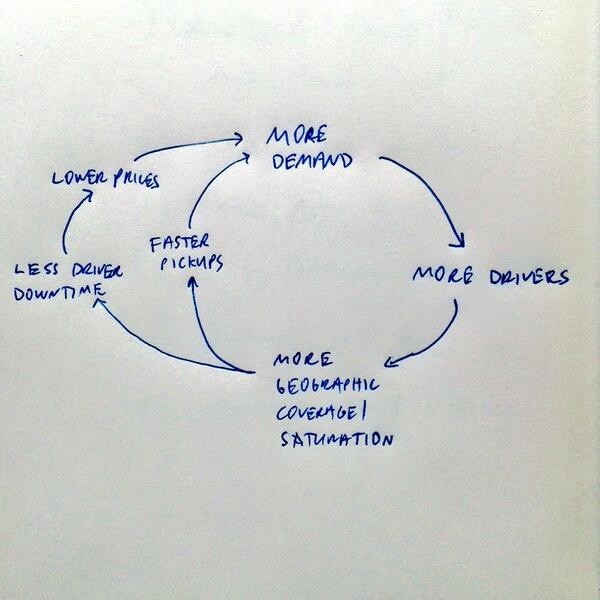 MORE
DEMAND
LOWER PRICES
FASTER
PICKUPS
LESS DRIVER
DOWNTIME
MORE DRIVERS
MORE
GEOGRAPHIC
COVERAGE/
SATURATION